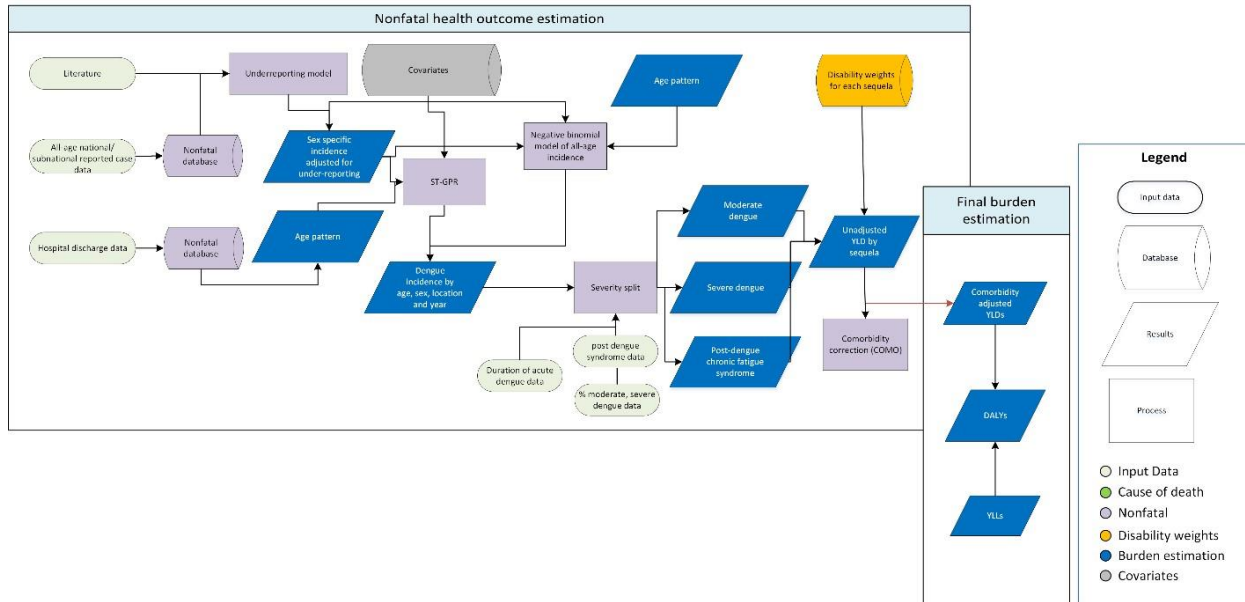 Nonfatal health outcome estimation
Literature
Underreporting model
Covariates
Age pattern
Disability weights
for each sequela
All age national/
subnational reported case
data
Nonfatal
database
Sex specific
incidence
adjusted for
under-reporting
Negative binomial
model of all-age
incidence
ST-GPR
Hospital discharge data
Nonfatal
database
Age pattern
Dengue
incidence by
age, sex, location
and year
Severity split
Moderate
dengue
Severe dengue
Post-dengue
chronic fatigue
syndrome
Unadjusted
YLD by
sequela
Comorbidity
correction (COMO)
Duration of acute
dengue data
post dengue
syndrome data
% moderate, severe
dengue data
Final burden
estimation
Comorbidity
adjusted YLDs
DALYs
YLLs
Legend
Input data
Database
Results
Process
Input Data
Cause of death
Nonfatal
Disability weights
Burden estimation
Covariates